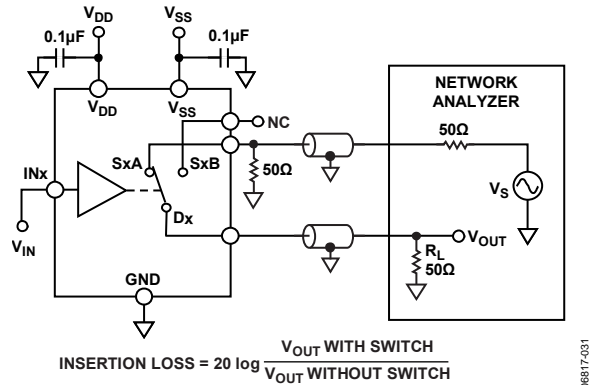 VDD
VSS
0.1µF
0.1µF
VDD
VSS
NC
NETWORK
ANALYZER
50Ω
SxA
SxB
50Ω
INx
VS
Dx
VOUT
VIN
RL
50Ω
GND
INSERTION LOSS = 20 log VOUT WITH SWITCH
VOUT WITHOUT SWITCH
06817-031